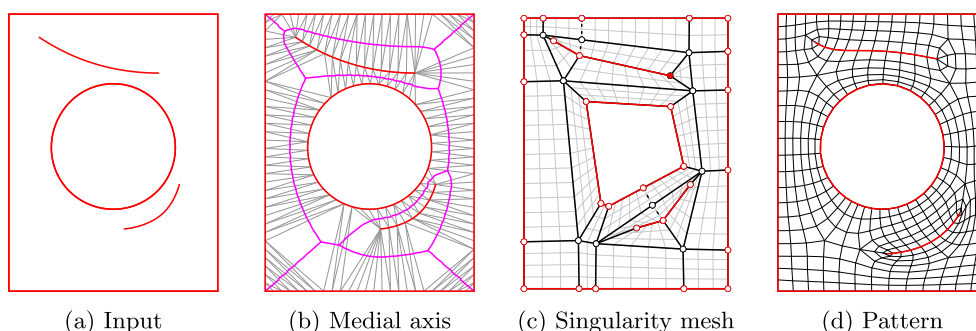 (a) Input
(b) Medial axis
(c) Singularity mesh
(d) Pattern